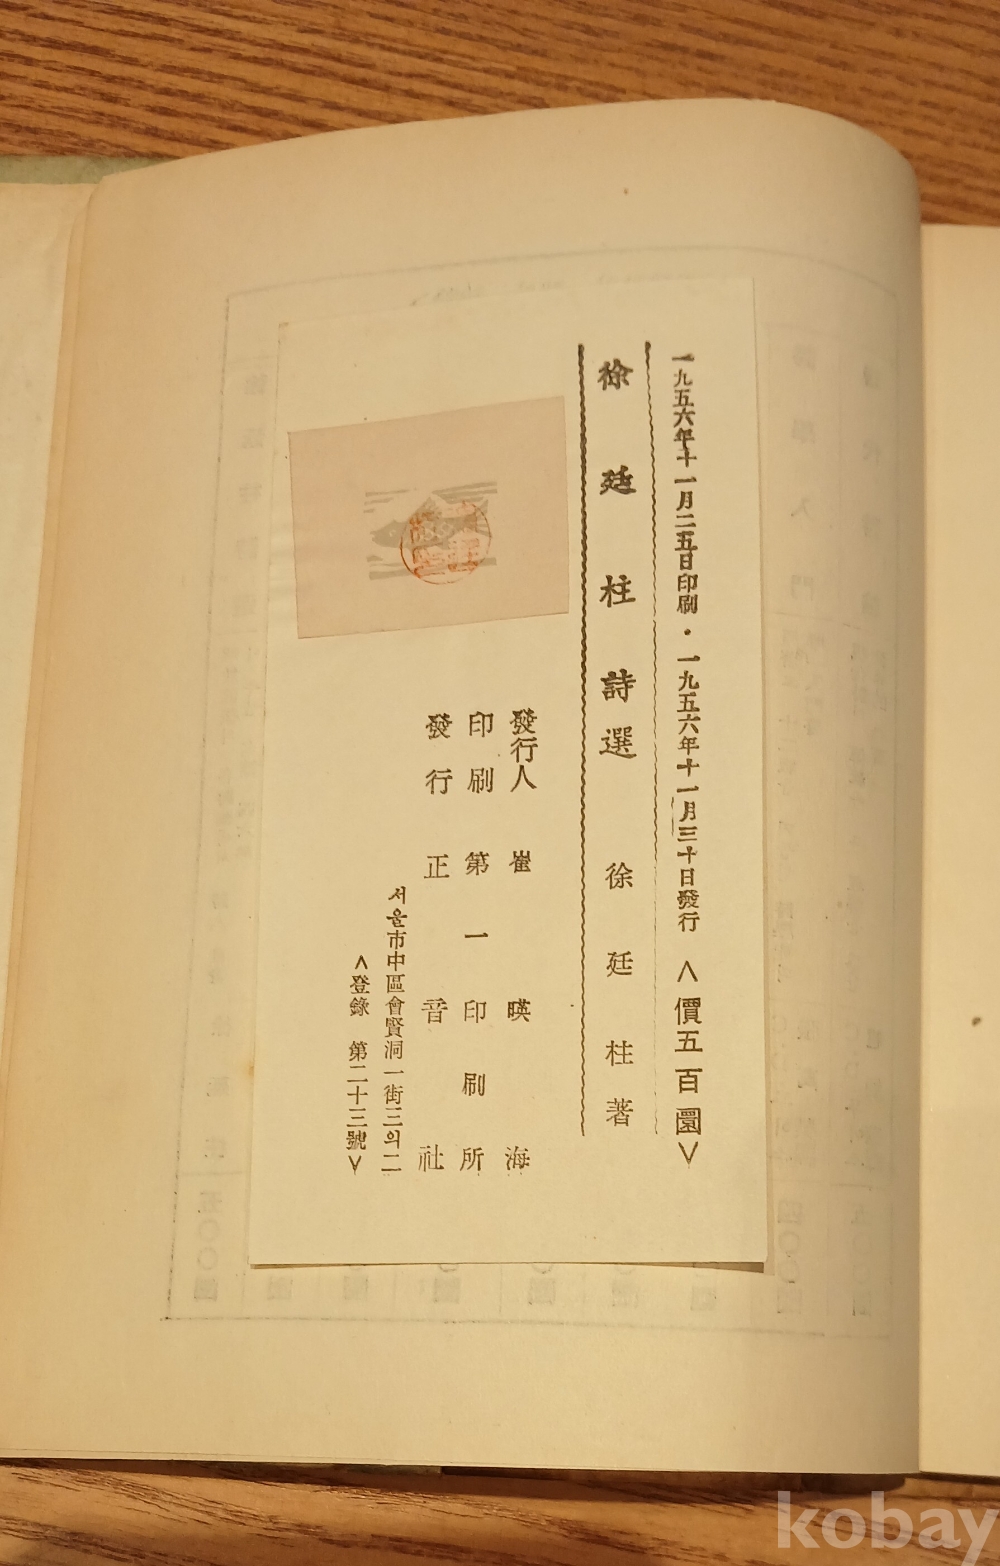 一九五六年十一月二五日印刷・一九五六年十一月三十日發行 <價五百圜>
徐廷柱詩選 徐廷柱著
發行人 崔暎海
印刷 第一印刷所
發行 正音社
서울市中區會賢洞一街三의二
<登錄 第二十三號>
kobay